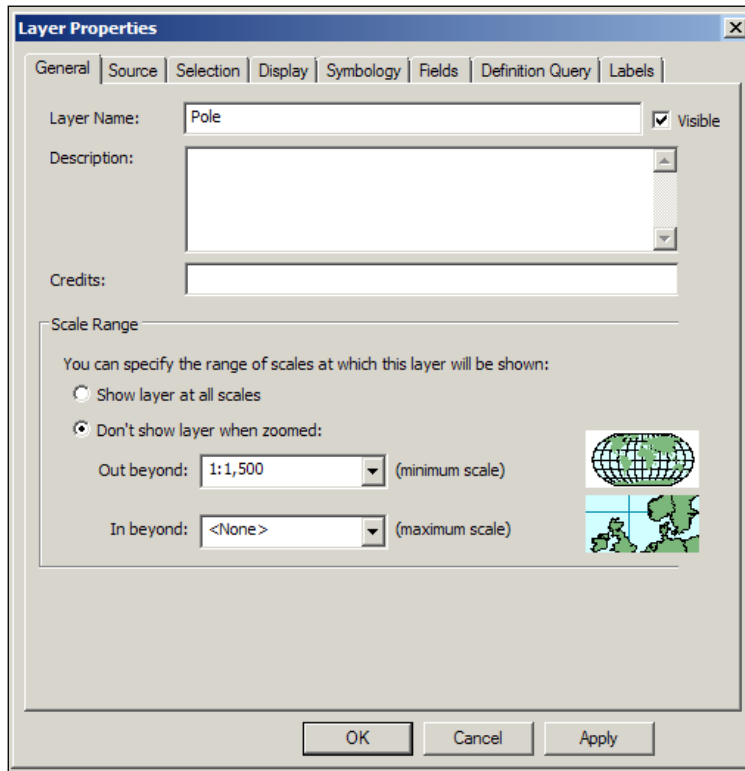 Layer Properties
General Source Selection Display Symbology Fields Definition Query Labels
Layer Name: Pole Visible
Description:
Credits:
Scale Range
You can specify the range of scales at which this layer will be shown:
Show layer at all scales
Don't show layer when zoomed:
Out beyond: 1:1,500 (minimum scale)
In beyond: <None> (maximum scale)
OK Cancel Apply